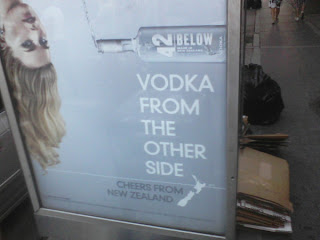 42 BELOW
VODKA
FROM
THE
OTHER
SIDE
CHEERS FROM
NEW ZEALAND